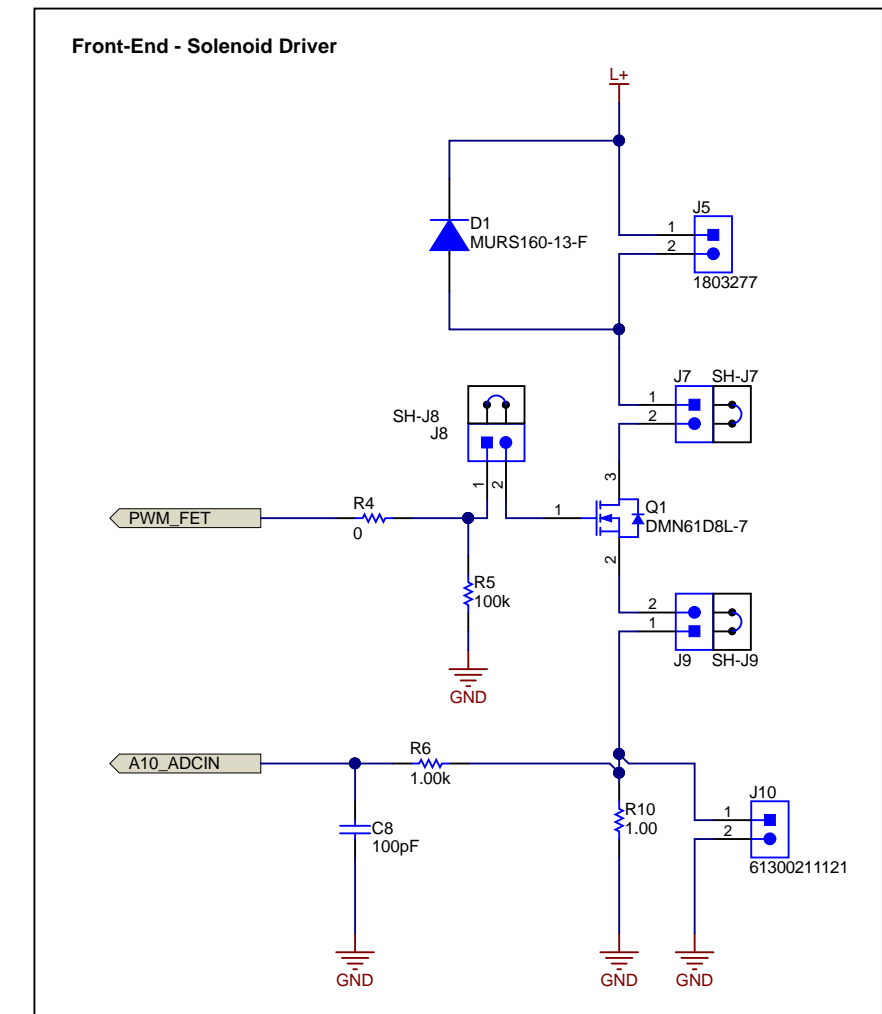 Front-End - Solenoid Driver
L+
D1
MURS160-13-F
J5
1
2
1803277
J7
SH-J7
1
2
SH-J8
J8
1
2
3
PWM_FET
R4
0
1
Q1
DMN61D8L-7
2
R5
100k
2
1
J9
SH-J9
GND
A10_ADCIN
R6
1.00k
J10
1
2
61300211121
R10
1.00
C8
100pF
GND
GND
GND